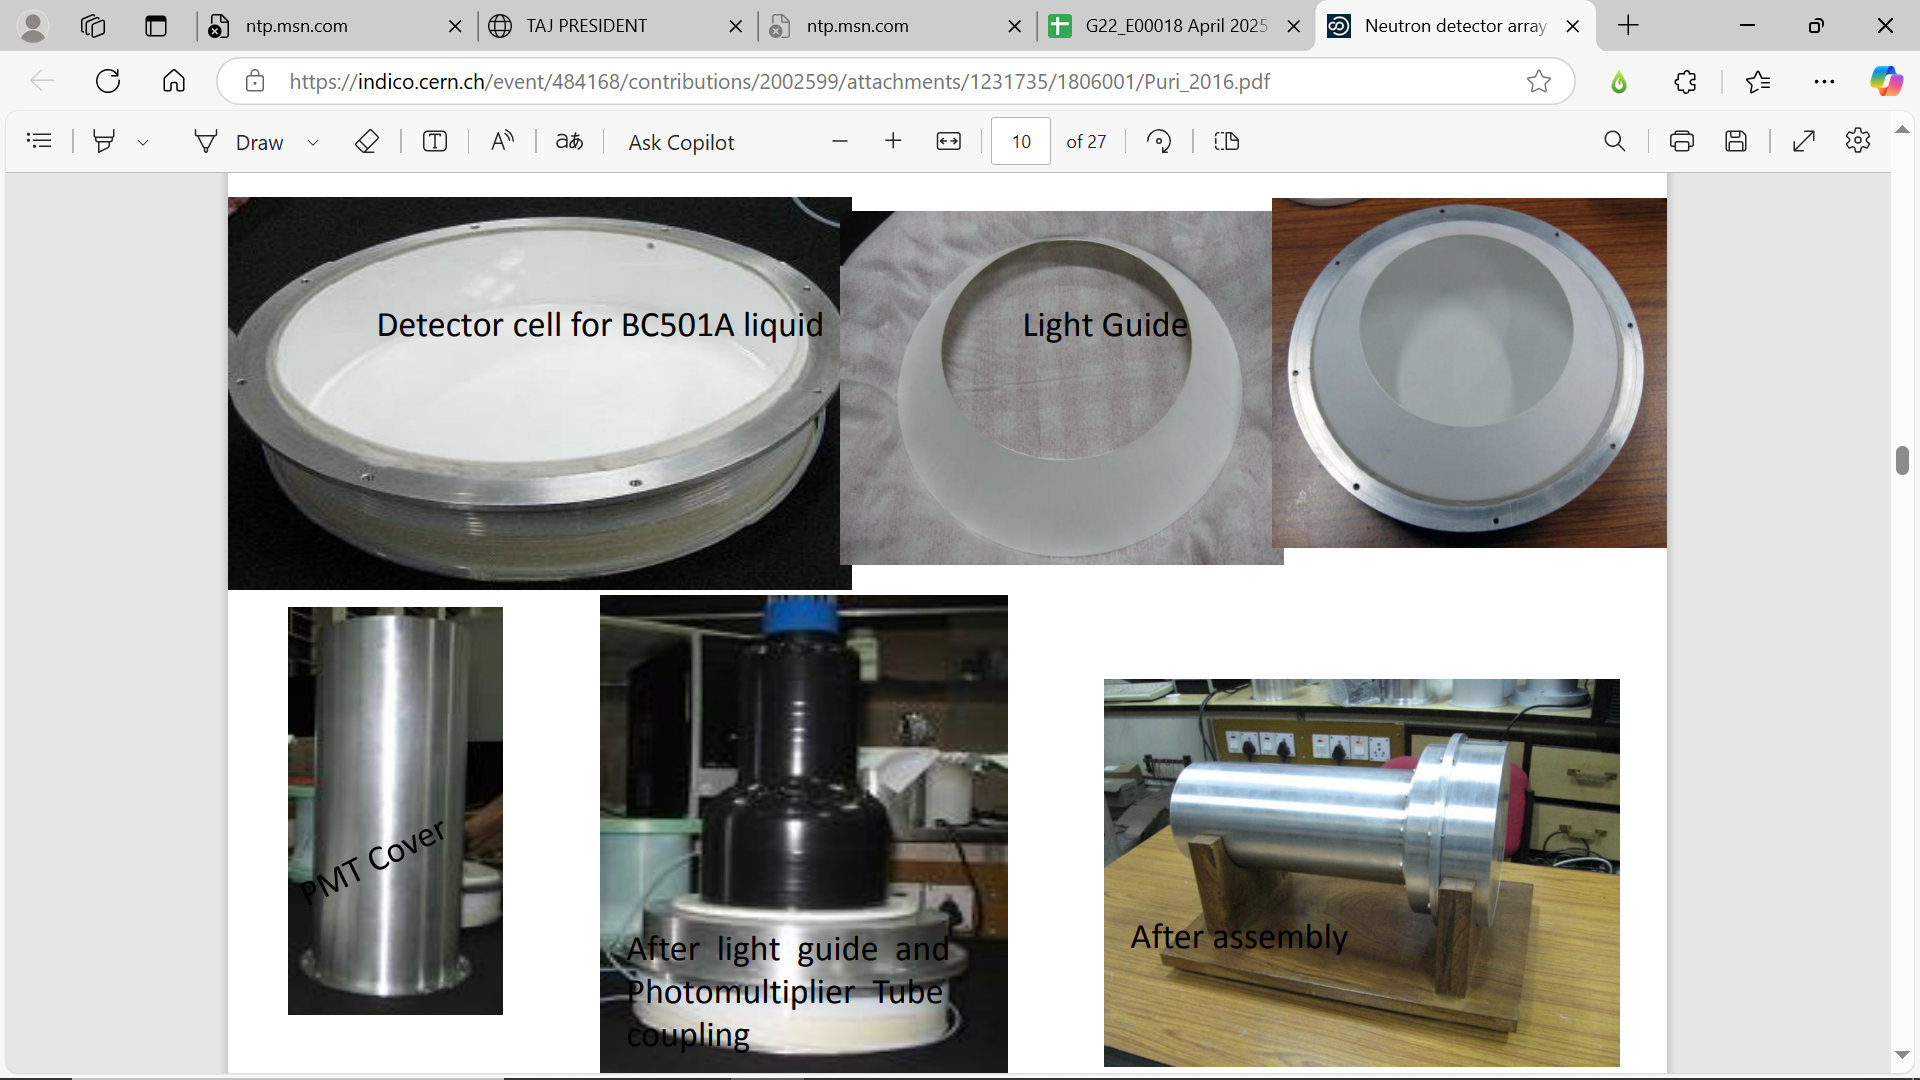 ntp.msn.com
TAJ PRESIDENT
ntp.msn.com
G22_E00018 April 2025
Neutron detector array
https://indico.cern.ch/event/484168/contributions/2002599/attachments/1231735/1806001/Puri_2016.pdf
Draw
Ask Copilot
10 of 27
Detector cell for BC501A liquid
Light Guide
PMT Cover
After light guide and
Photomultiplier Tube
coupling
After assembly